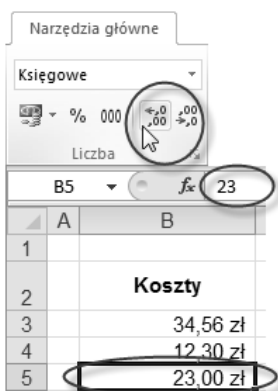 Narzędzia główne
Księgowe
% 000 ←,0 ,00 ,00 →,0
Liczba
B5 fx 23
A B
1
2 Koszty
3 34,56 zł
4 12,30 zł
5 23,00 zł